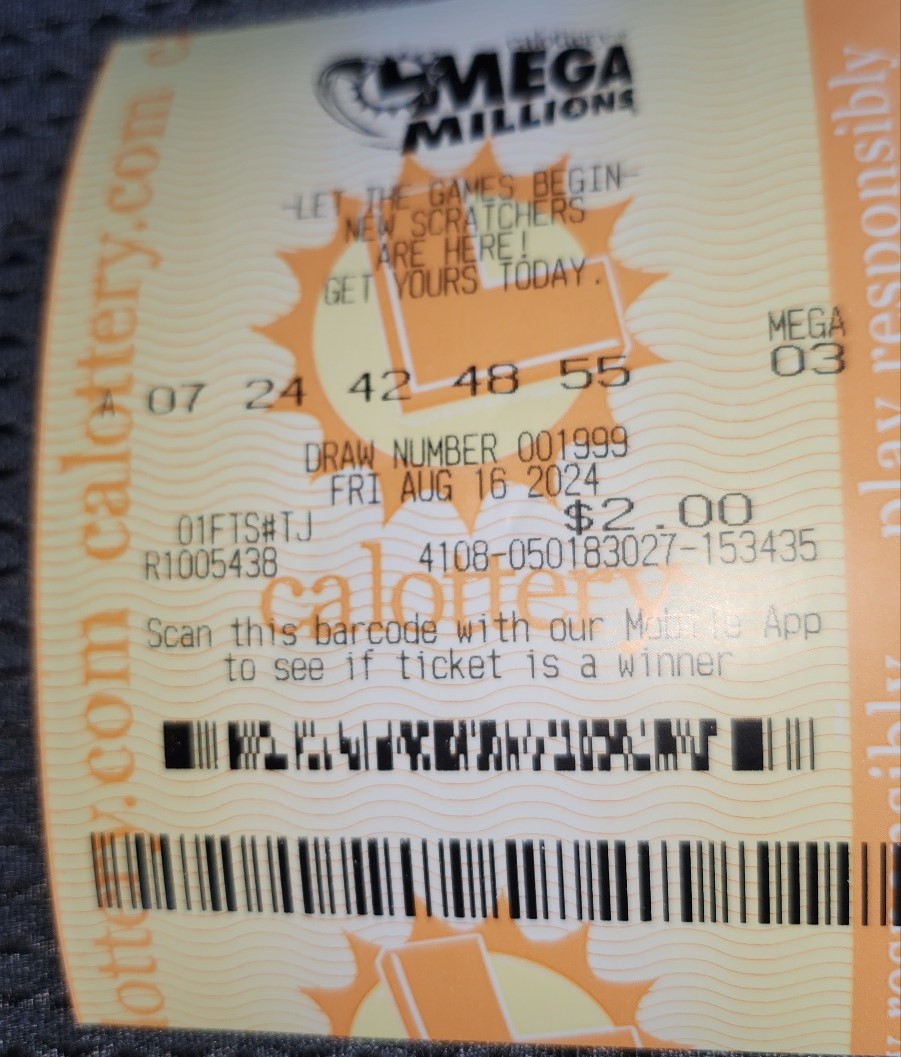 MEGA
MILLIONS
-LET THE GAMES BEGIN-
NEW SCRATCHERS
ARE HERE!
GET YOURS TODAY.
MEGA
A 07 24 42 48 55 03
DRAW NUMBER 001999
FRI AUG 16 2024
$2.00
01FTS#TJ
R1005438 4108-050183027-153435
calottery
Scan this barcode with our Mobile App
to see if ticket is a winner
calottery.com
play responsibly